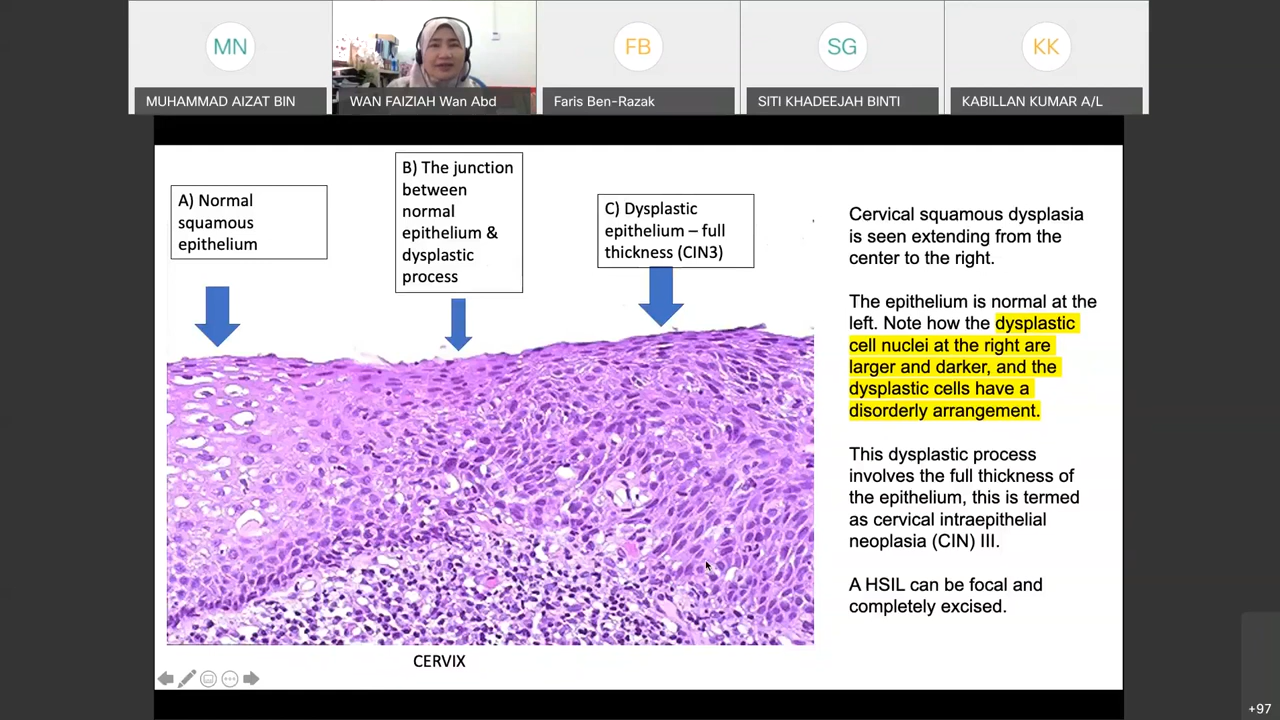 MN
FB
SG
KK
MUHAMMAD AIZAT BIN
WAN FAIZIAH Wan Abd
Faris Ben-Razak
SITI KHADEEJAH BINTI
KABILLAN KUMAR A/L
A) Normal
squamous
epithelium
B) The junction
between
normal
epithelium &
dysplastic
process
C) Dysplastic
epithelium – full
thickness (CIN3)
Cervical squamous dysplasia
is seen extending from the
center to the right.
The epithelium is normal at the
left. Note how the dysplastic
cell nuclei at the right are
larger and darker, and the
dysplastic cells have a
disorderly arrangement.
This dysplastic process
involves the full thickness of
the epithelium, this is termed
as cervical intraepithelial
neoplasia (CIN) III.
A HSIL can be focal and
completely excised.
CERVIX
+97